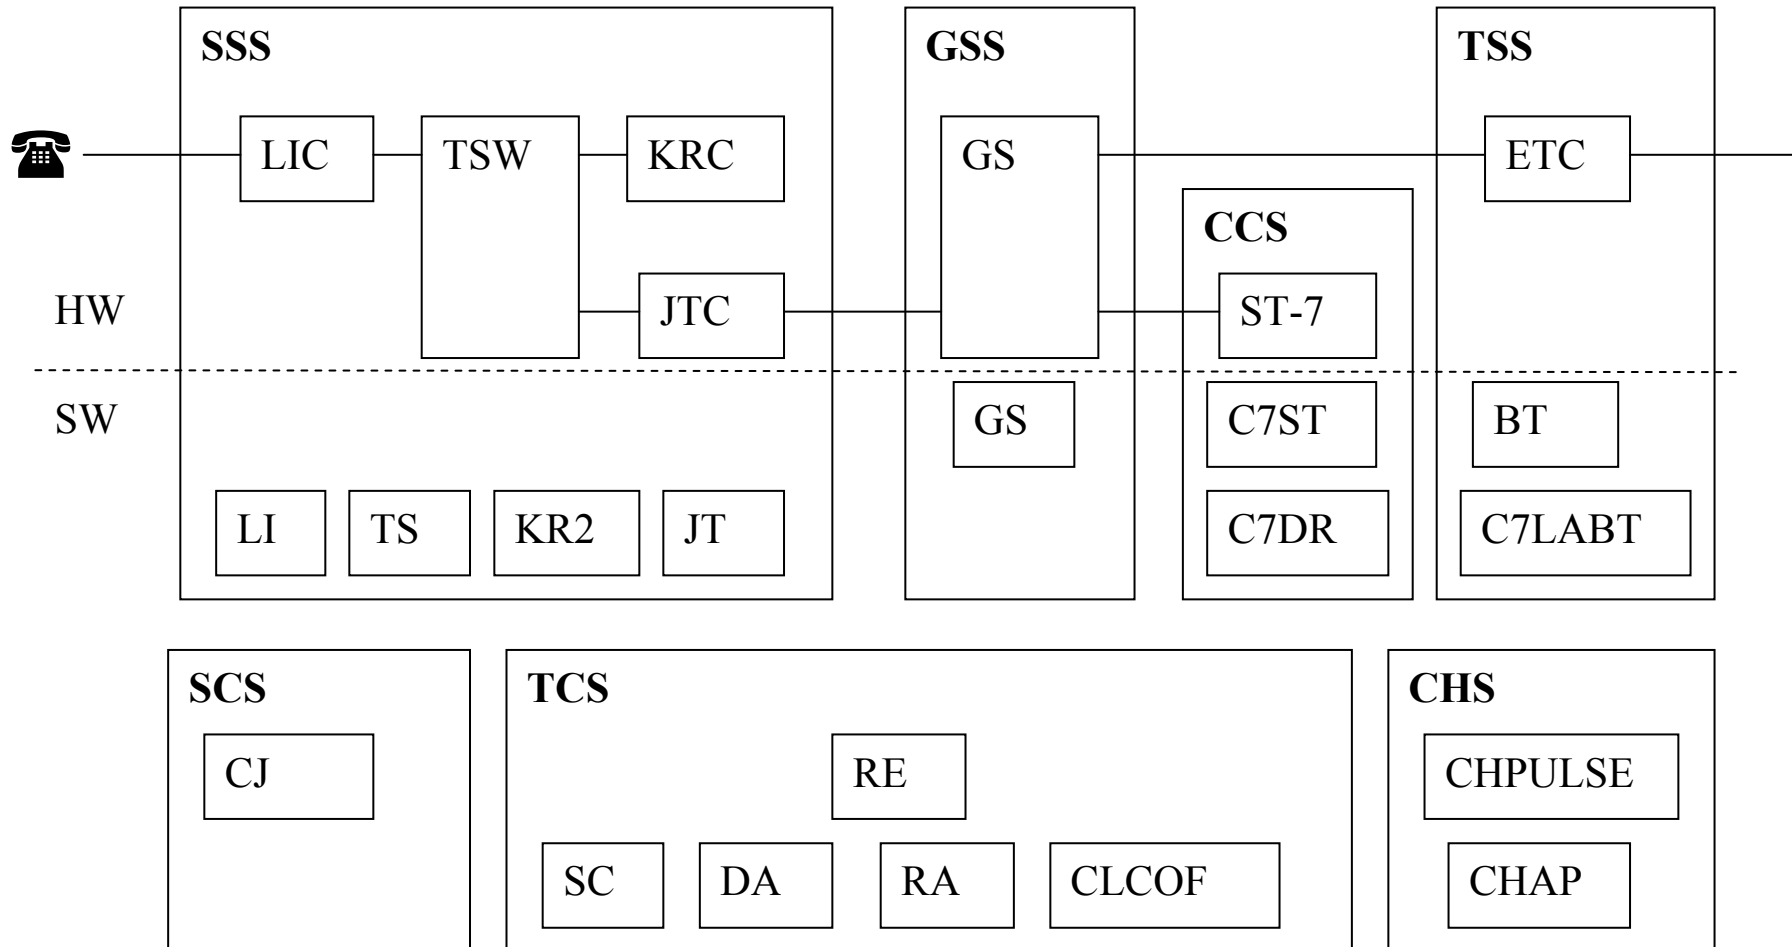 SSS
GSS
TSS
LIC
TSW
KRC
GS
ETC
CCS
HW
JTC
ST-7
SW
GS
C7ST
BT
LI
TS
KR2
JT
C7DR
C7LABT
SCS
TCS
CHS
CJ
RE
CHPULSE
SC
DA
RA
CLCOF
CHAP